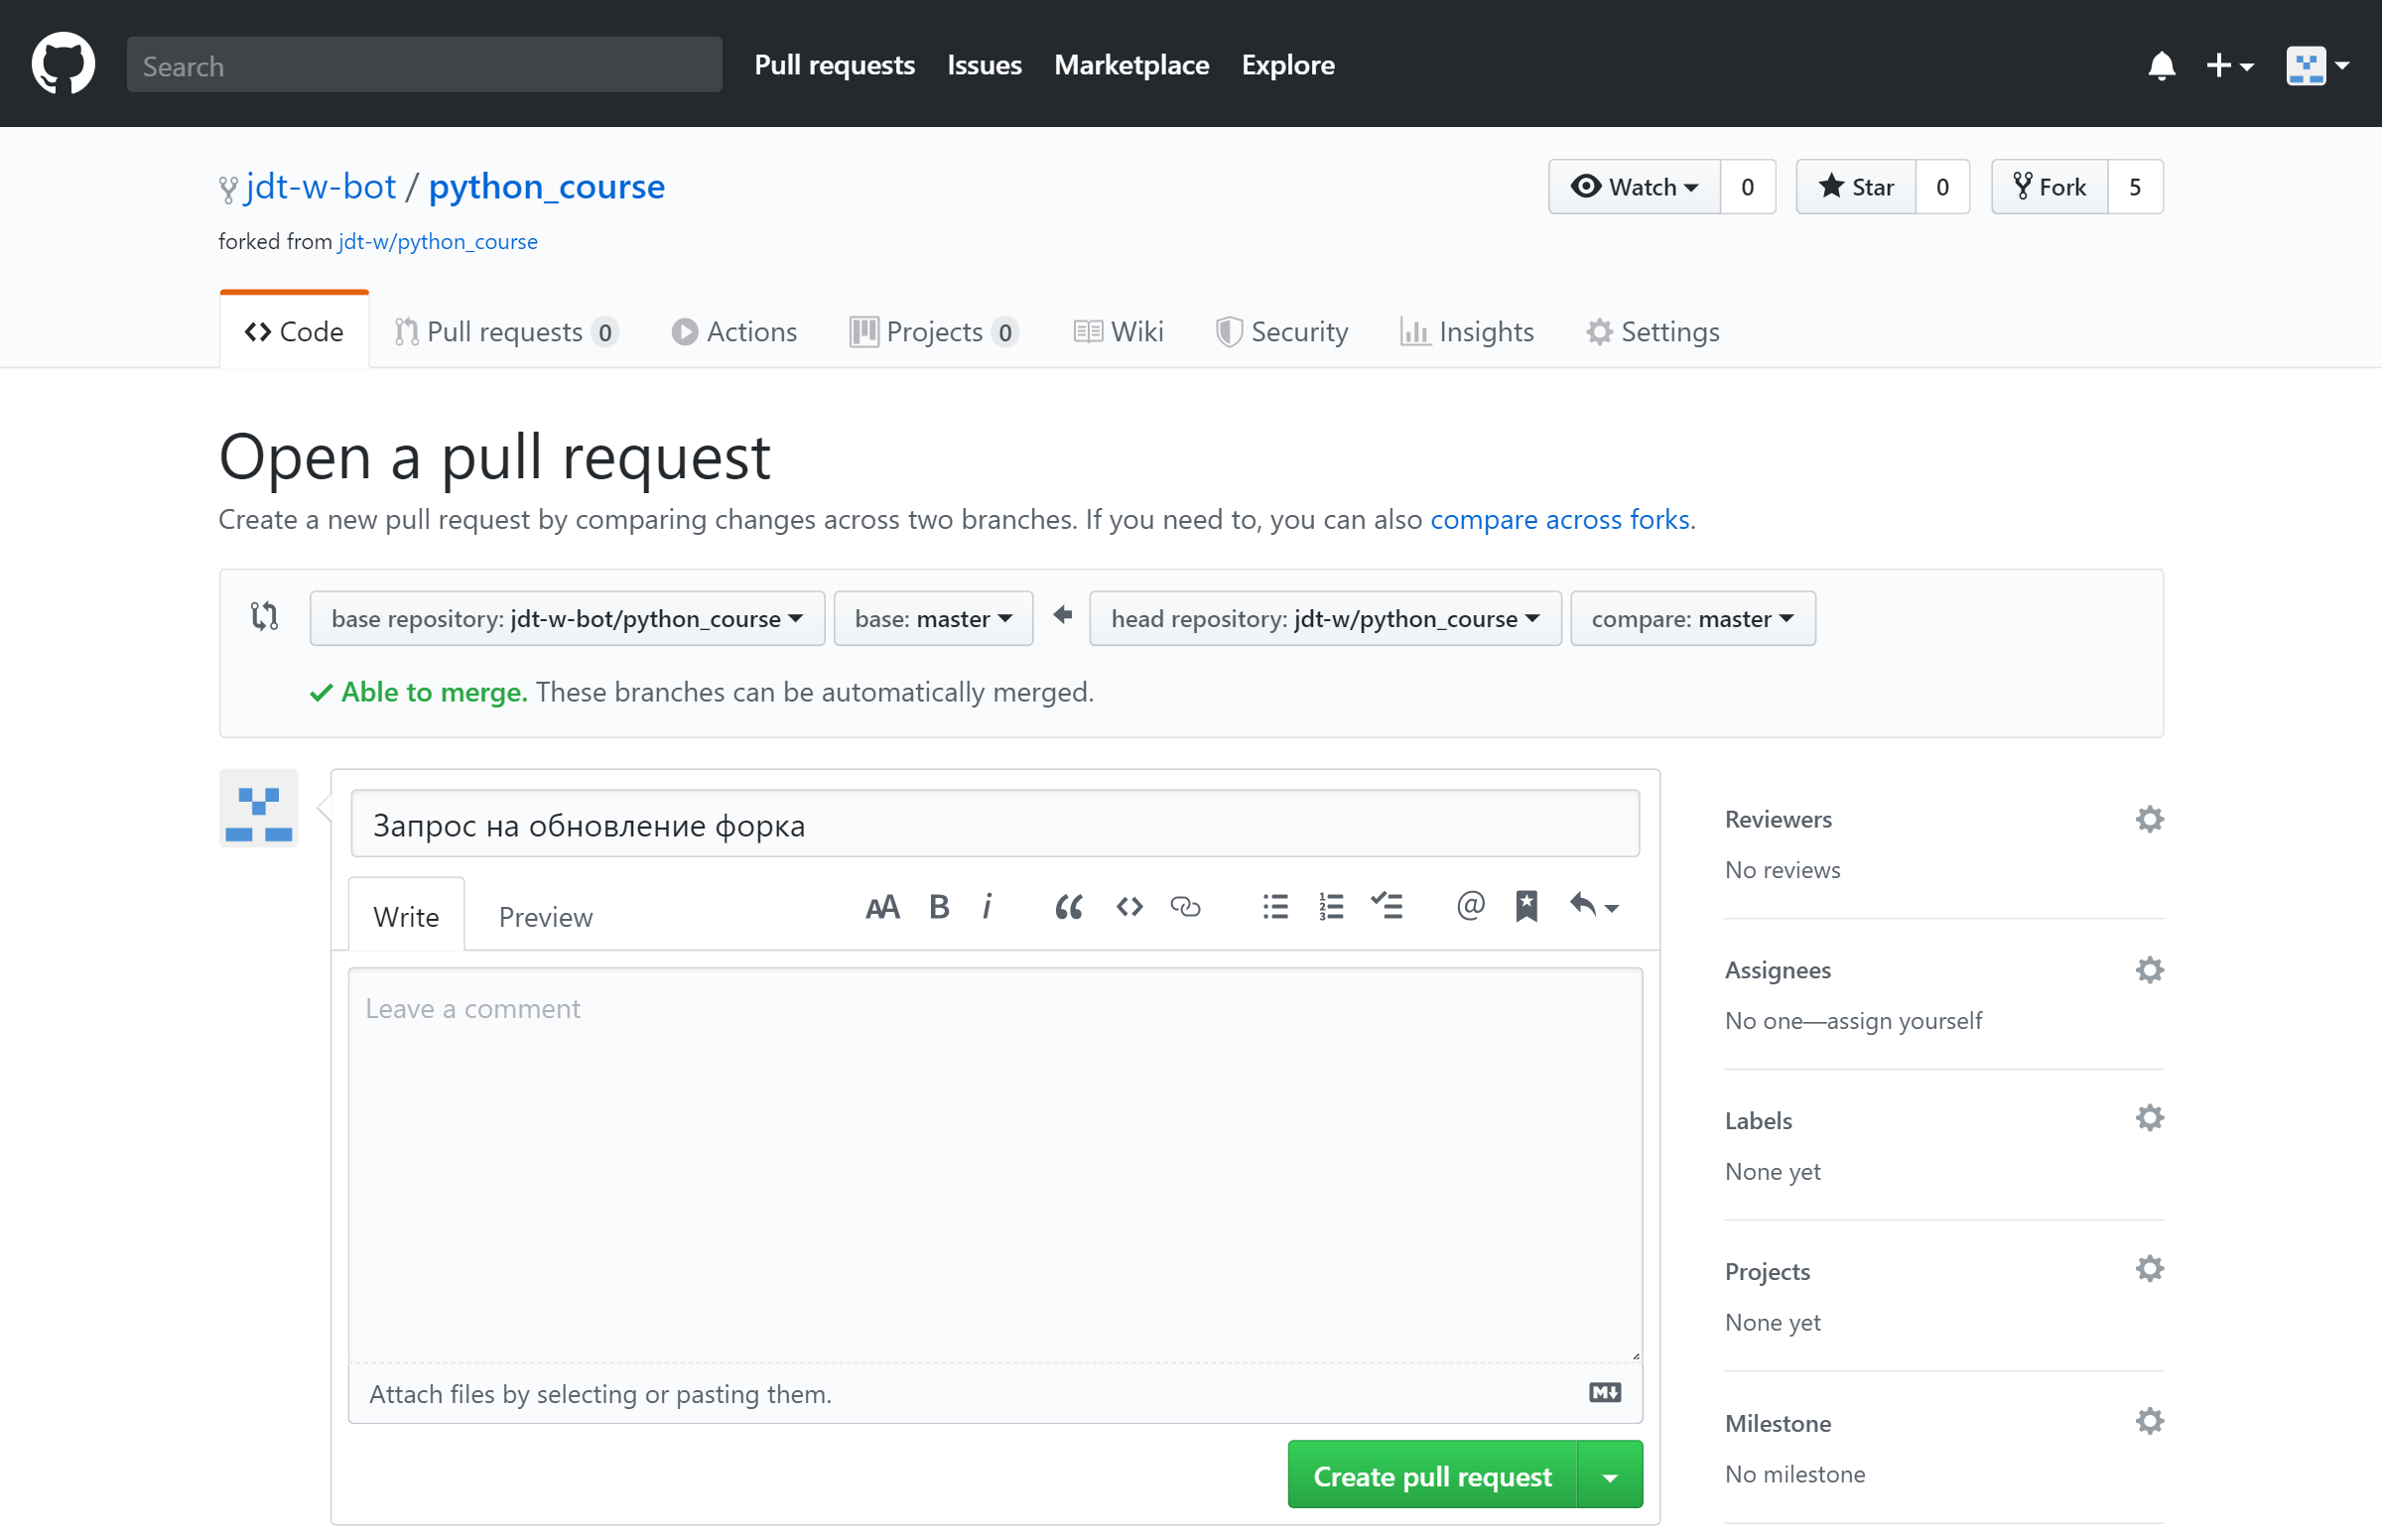 Search Pull requests Issues Marketplace Explore
jdt-w-bot / python_course Watch 0 Star 0 Fork 5
forked from jdt-w/python_course
Code Pull requests 0 Actions Projects 0 Wiki Security Insights Settings
Open a pull request
Create a new pull request by comparing changes across two branches. If you need to, you can also compare across forks.
base repository: jdt-w-bot/python_course base: master head repository: jdt-w/python_course compare: master
Able to merge. These branches can be automatically merged.
Запрос на обновление форка
Write Preview
Leave a comment
Attach files by selecting or pasting them.
Create pull request
Reviewers
No reviews
Assignees
No one—assign yourself
Labels
None yet
Projects
None yet
Milestone
No milestone